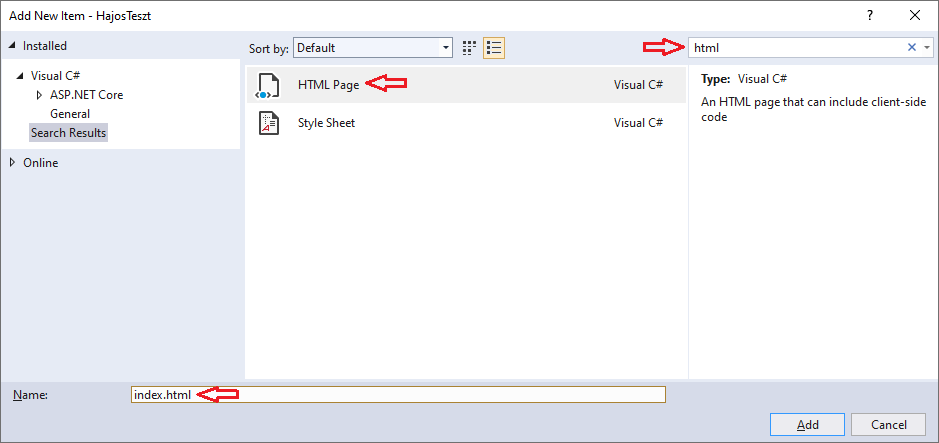 Add New Item - HajosTeszt
?
Installed
Sort by: Default
html
Visual C#
ASP.NET Core
General
Search Results
Online
HTML Page Visual C#
Style Sheet Visual C#
Type: Visual C#
An HTML page that can include client-side
code
Name: index.html
Add Cancel